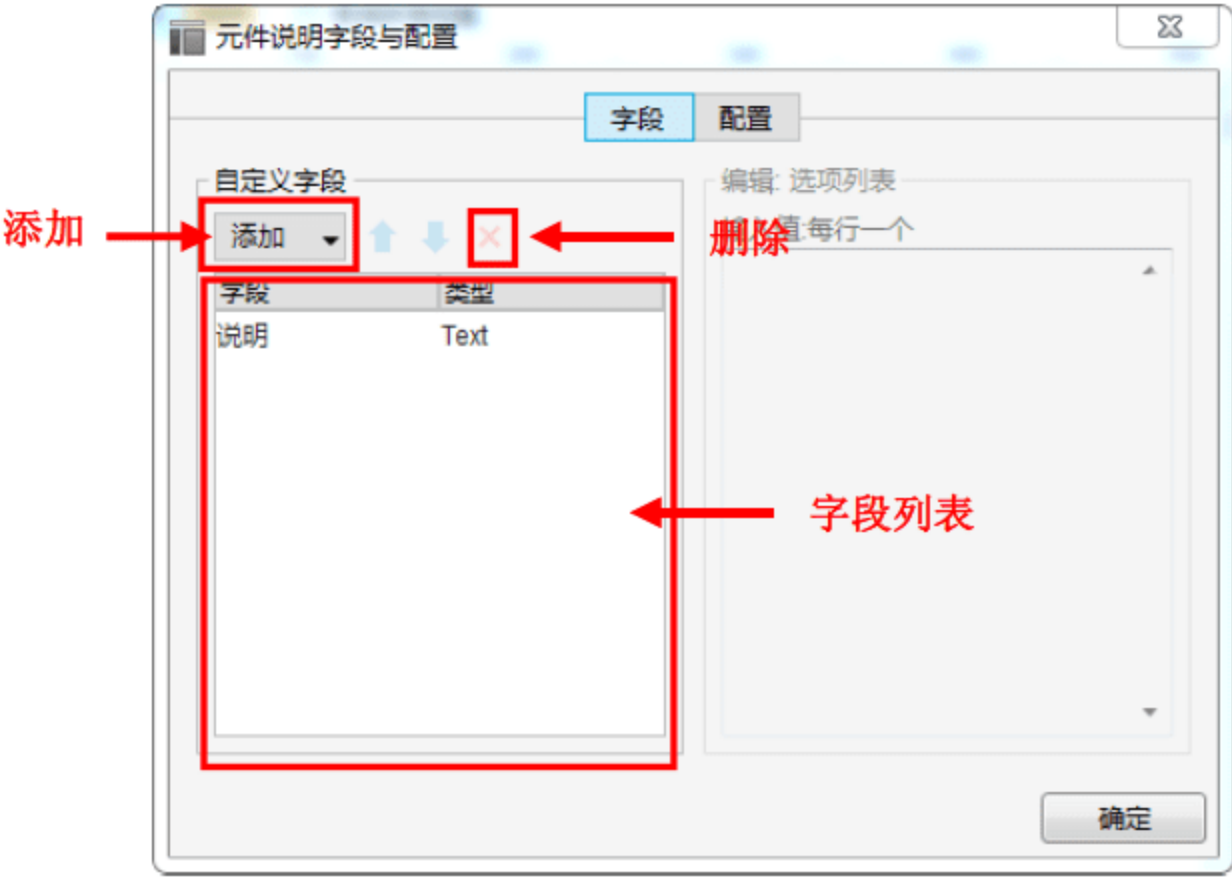 元件说明字段与配置
字段 配置
自定义字段
编辑: 选项列表
添加
添加
删除
值:每行一个
字段 类型
说明 Text
字段列表
确定